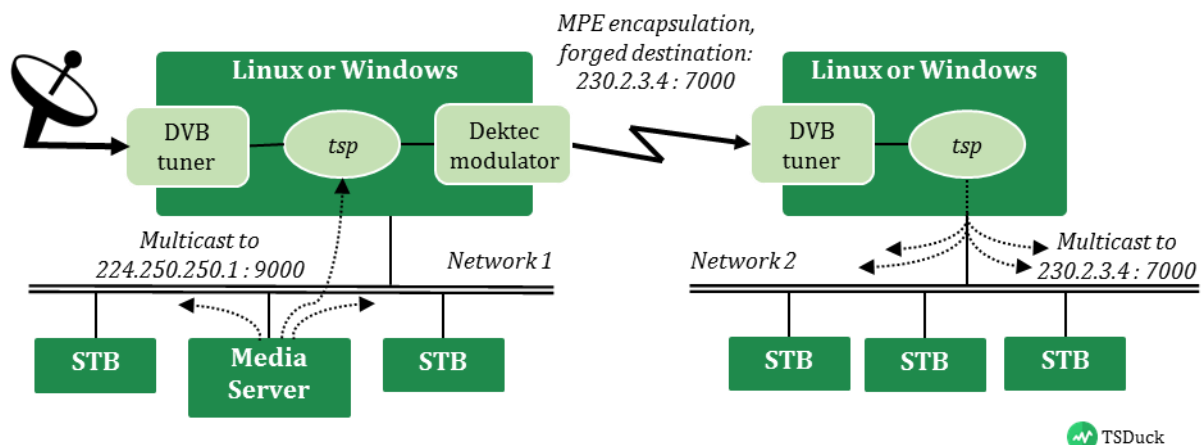 MPE encapsulation,
forged destination:
230.2.3.4 : 7000
Linux or Windows
DVB
tuner
tsp
Dektec
modulator
Linux or Windows
DVB
tuner
tsp
Multicast to
224.250.250.1 : 9000
Network 1
Network 2
Multicast to
230.2.3.4 : 7000
STB
Media
Server
STB
STB
STB
STB
TSDuck